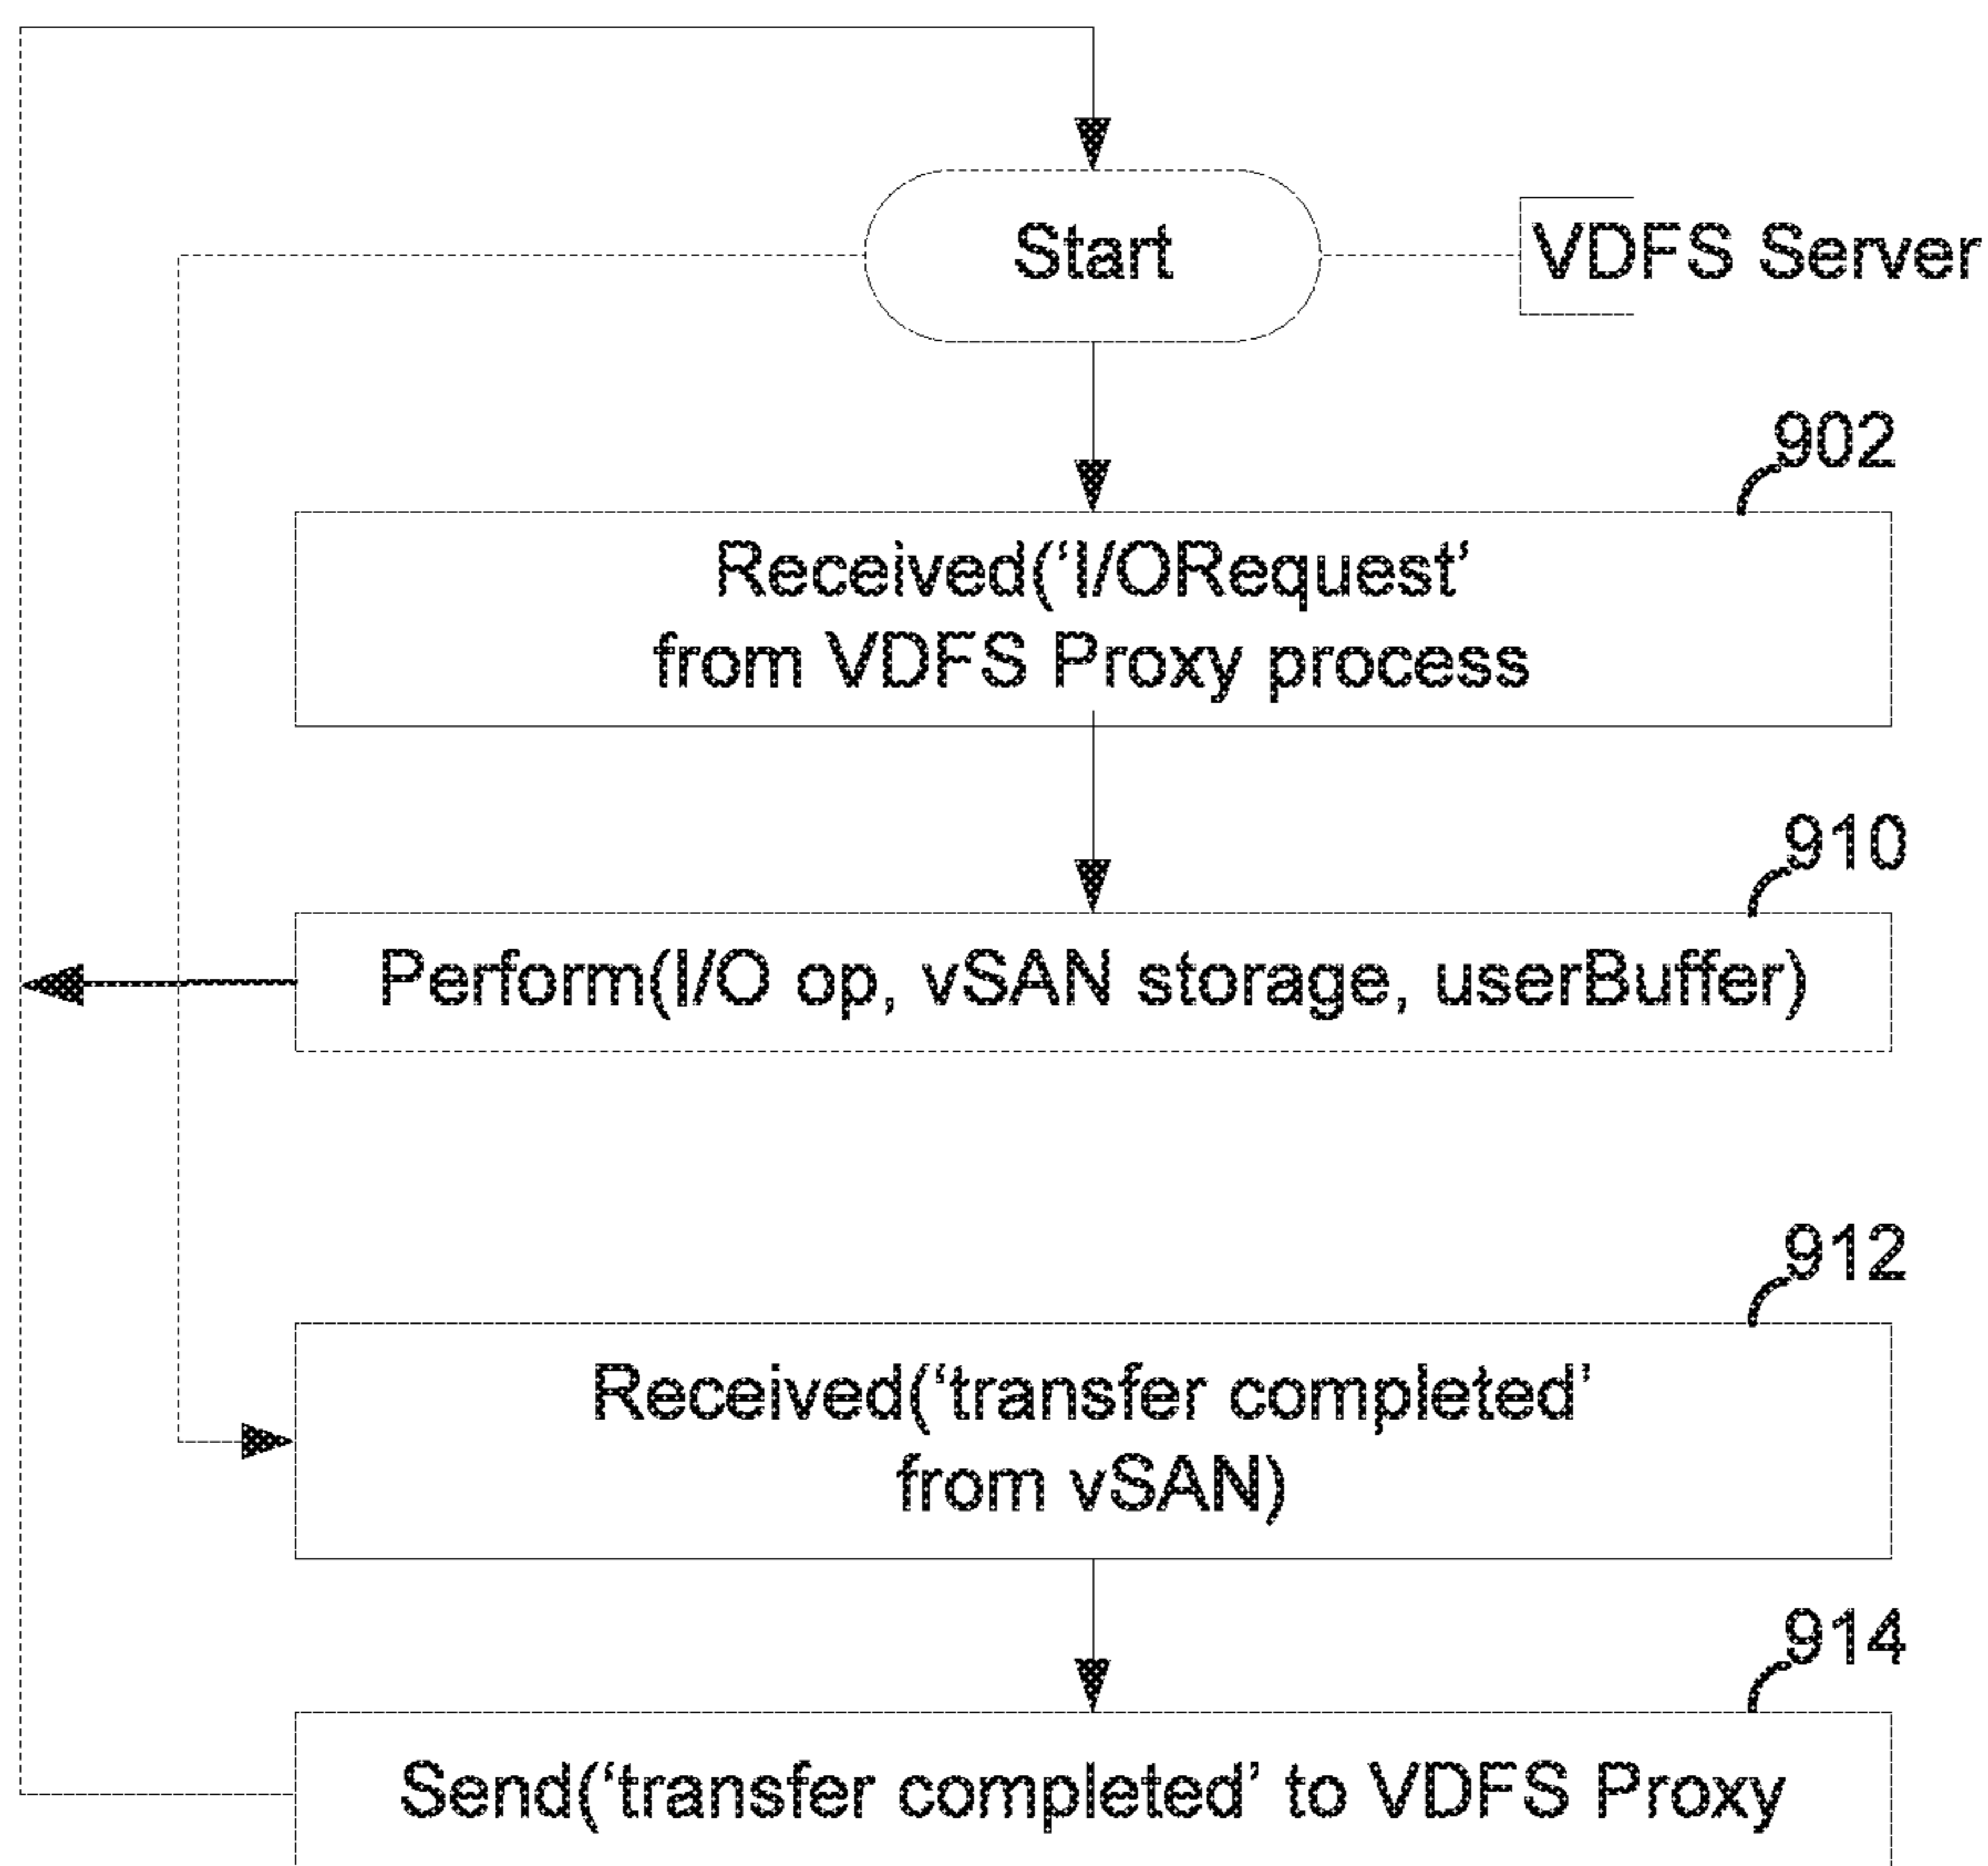 Start
VDFS Server
902
Received(‘I/ORequest‘
from VDFS Proxy process
910
Perform(I/O op, vSAN storage, userBuffer)
912
Received(‘transfer completed’
from vSAN)
914
Send(‘transfer completed’ to VDFS Proxy